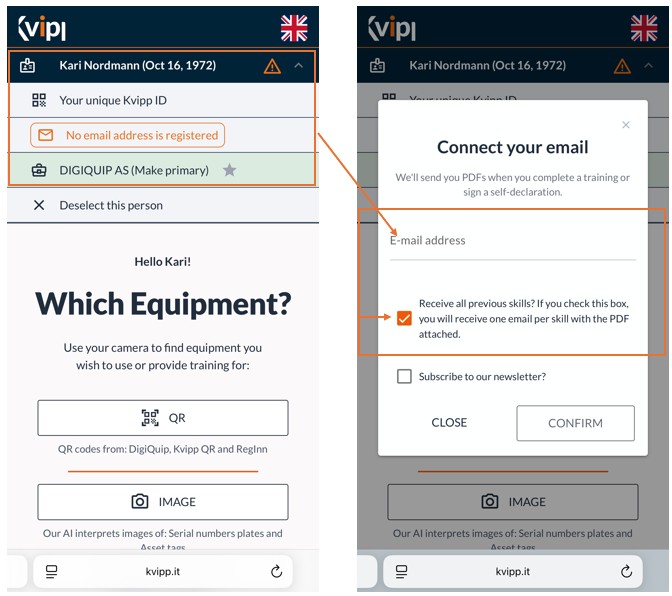 kvipp
Kari Nordmann (Oct 16, 1972)
Your unique Kvipp ID
No email address is registered
DIGIQUIP AS (Make primary)
Deselect this person
Hello Kari!
Which Equipment?
Use your camera to find equipment you
wish to use or provide training for:
QR
QR codes from: DigiQuip, Kvipp QR and RegInn
IMAGE
Our AI interprets images of: Serial numbers plates and
Asset tags
kvipp.it
kvipp
Kari Nordmann (Oct 16, 1972)
Your unique Kvipp ID
Connect your email
We'll send you PDFs when you complete a training or
sign a self-declaration.
E-mail address
Receive all previous skills? If you check this box,
you will receive one email per skill with the PDF
attached.
Subscribe to our newsletter?
CLOSE
CONFIRM
IMAGE
Our AI interprets images of: Serial numbers plates and
Asset tags
kvipp.it